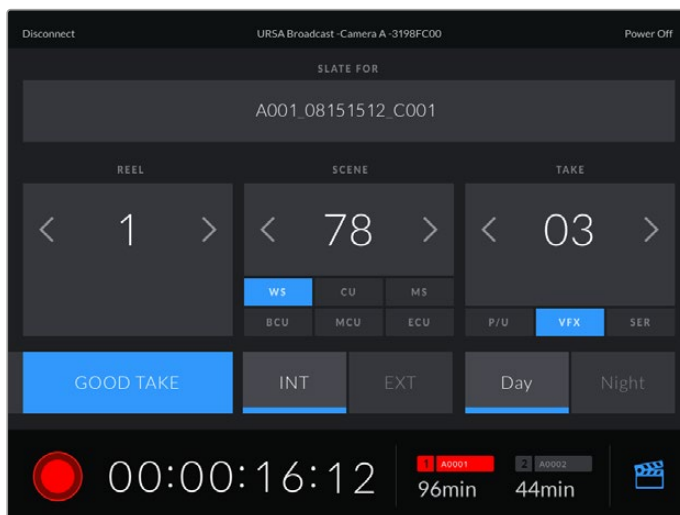 Disconnect URSA Broadcast -Camera A -3198FC00 Power Off
SLATE FOR
A001_08151512_C001
REEL SCENE TAKE
1 78 03
WS CU MS
BCU MCU ECU P/U VFX SER
GOOD TAKE INT EXT Day Night
00:00:16:12 1 A0001 2 A0002
96min 44min